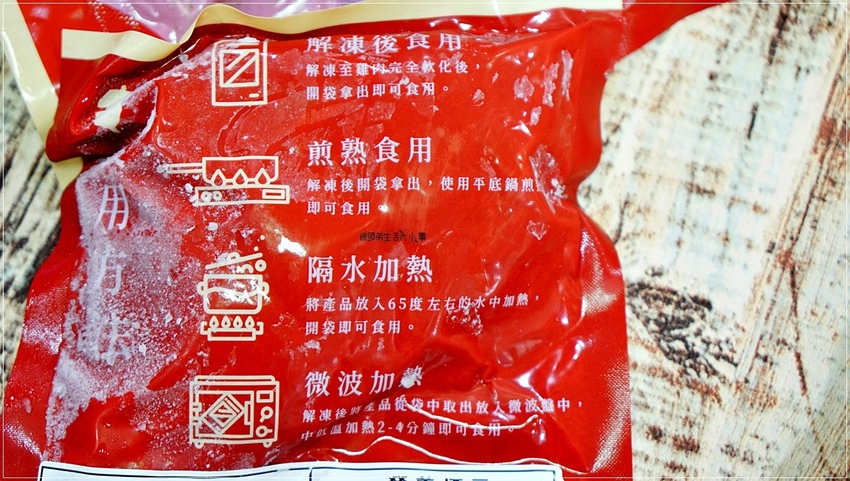 解凍後食用
解凍至雞肉完全軟化後，
開袋拿出即可食用。
煎熟食用
解凍後開袋拿出，使用平底鍋煎
即可食用。
用方法
隔水加熱
將產品放入65度左右的水中加熱，
開袋即可食用。
微波加熱
解凍後將產品從袋中取出放入微波盤中，
中低溫加熱2-4分鐘即可食用。